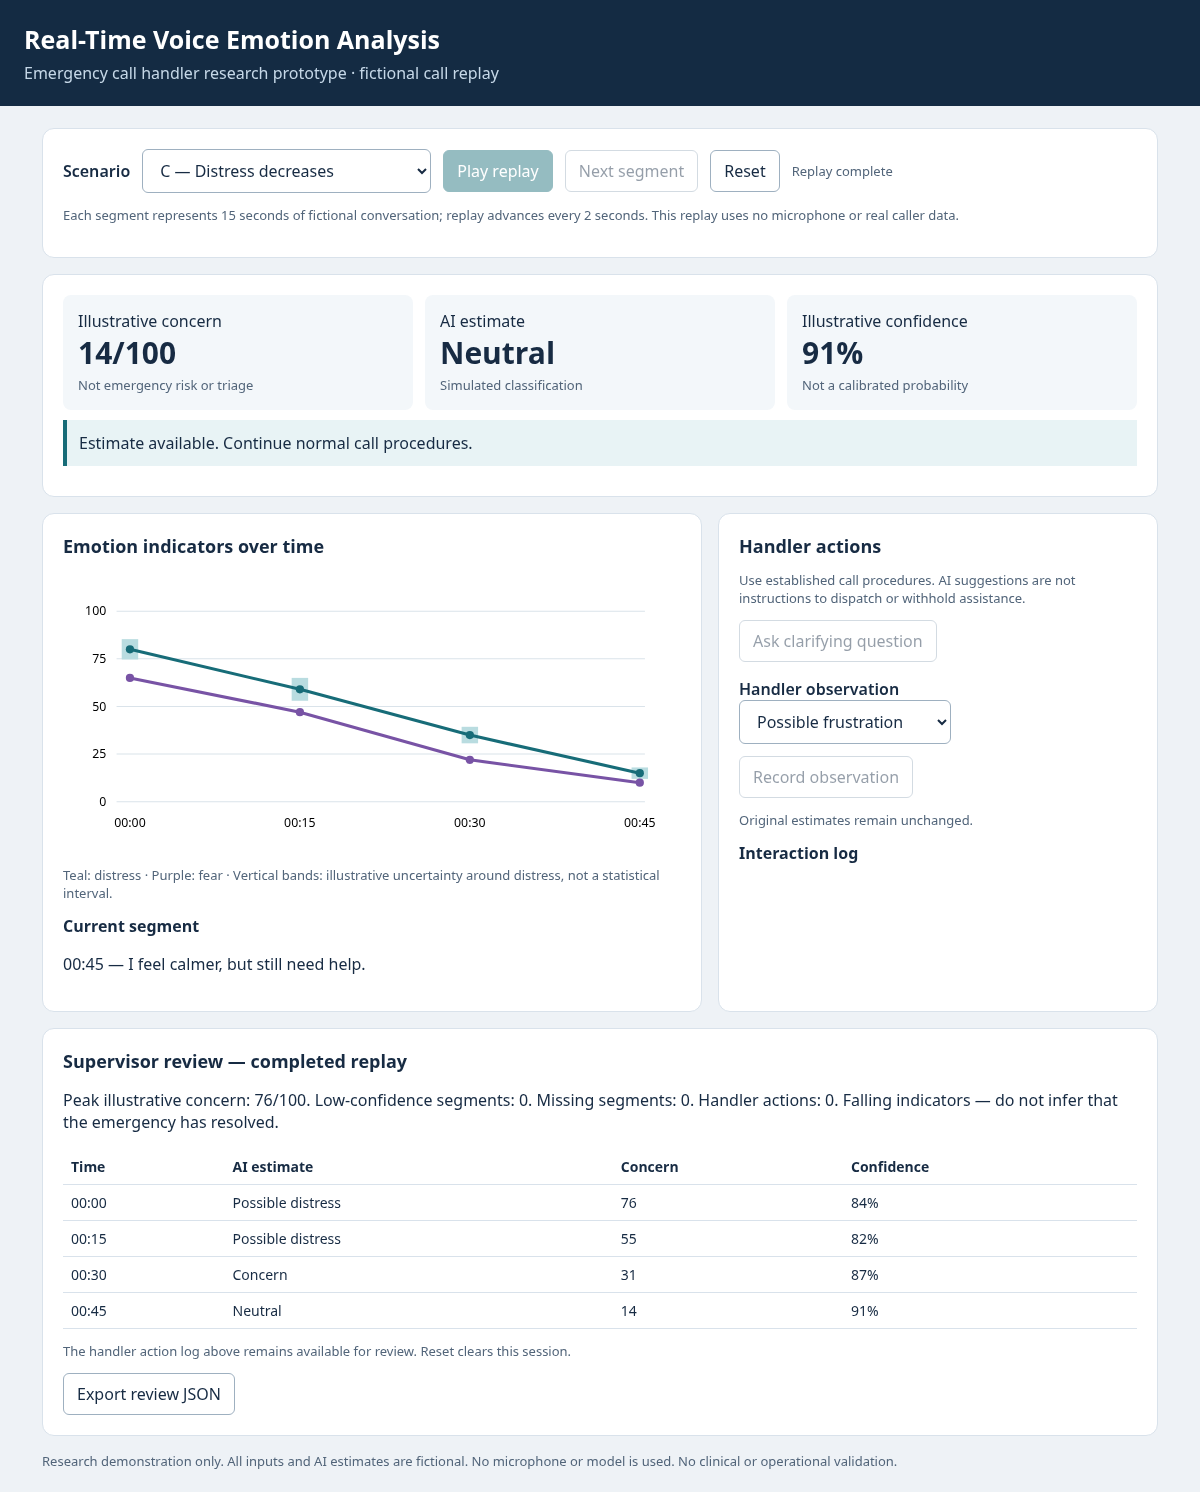 Real-Time Voice Emotion Analysis
Emergency call handler research prototype · fictional call replay
Scenario
C — Distress decreases
Play replay
Next segment
Reset
Replay complete
Each segment represents 15 seconds of fictional conversation; replay advances every 2 seconds. This replay uses no microphone or real caller data.
Illustrative concern
14/100
Not emergency risk or triage
AI estimate
Neutral
Simulated classification
Illustrative confidence
91%
Not a calibrated probability
Estimate available. Continue normal call procedures.
Emotion indicators over time
100
75
50
25
0
00:00
00:15
00:30
00:45
Teal: distress · Purple: fear · Vertical bands: illustrative uncertainty around distress, not a statistical
interval.
Current segment
00:45 — I feel calmer, but still need help.
Handler actions
Use established call procedures. AI suggestions are not
instructions to dispatch or withhold assistance.
Ask clarifying question
Handler observation
Possible frustration
Record observation
Original estimates remain unchanged.
Interaction log
Supervisor review — completed replay
Peak illustrative concern: 76/100. Low-confidence segments: 0. Missing segments: 0. Handler actions: 0. Falling indicators — do not infer that
the emergency has resolved.
Time AI estimate Concern Confidence
00:00 Possible distress 76 84%
00:15 Possible distress 55 82%
00:30 Concern 31 87%
00:45 Neutral 14 91%
The handler action log above remains available for review. Reset clears this session.
Export review JSON
Research demonstration only. All inputs and AI estimates are fictional. No microphone or model is used. No clinical or operational validation.